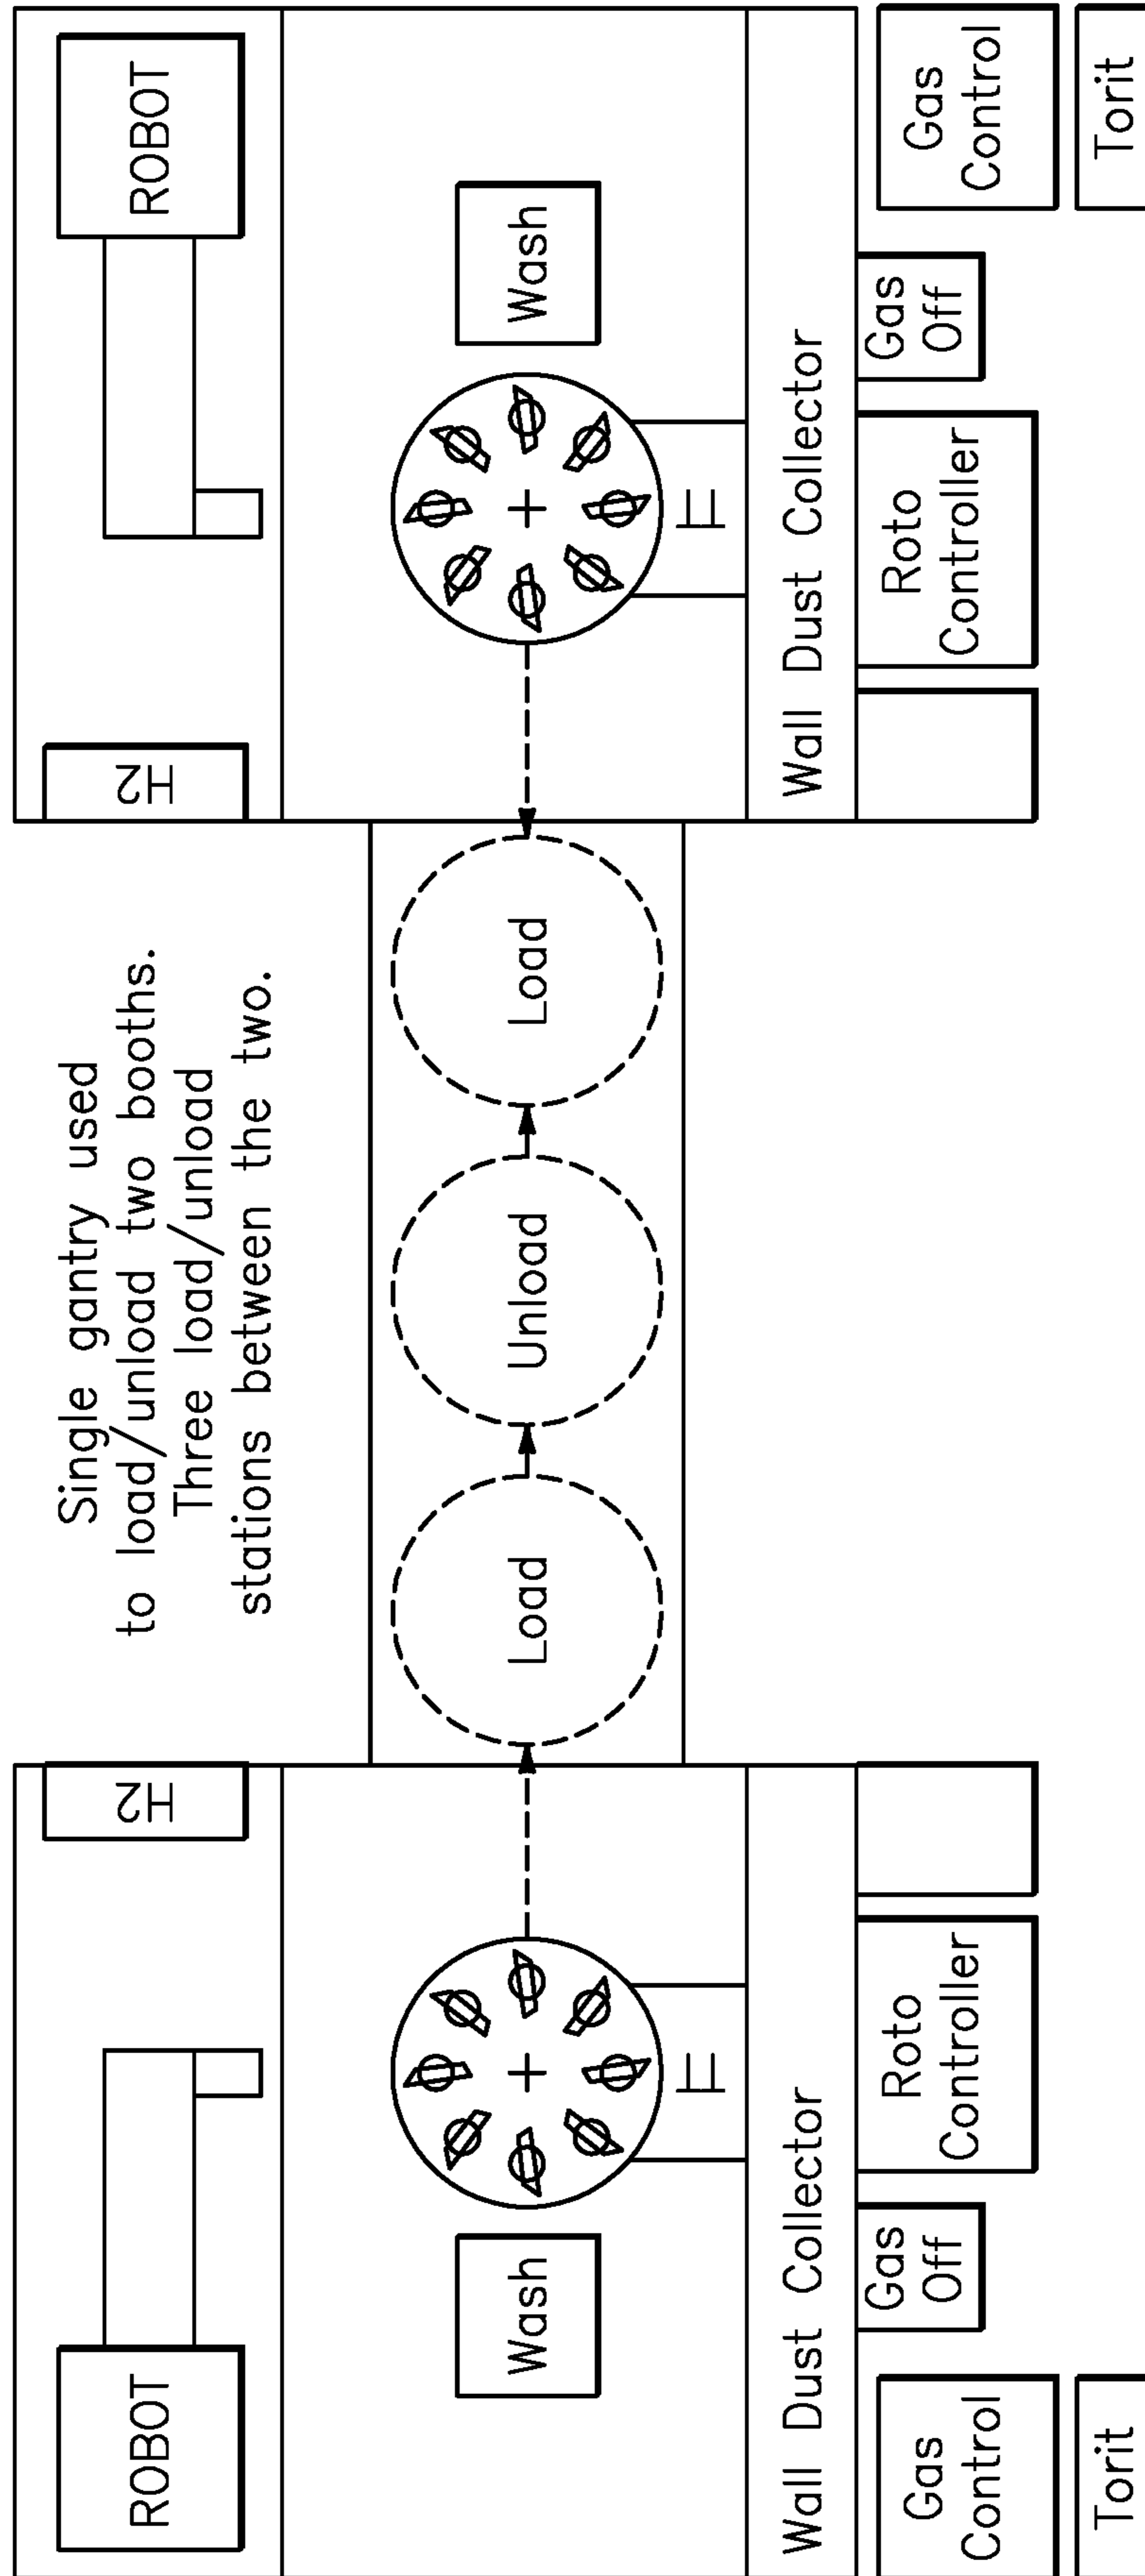 ROBOT
H2
Single gantry used
to load/unload two booths.
Three load/unload
stations between the two.
H2
ROBOT
Wash
Load
Unload
Load
Wash
Wall Dust Collector
Wall Dust Collector
Gas
Control
Gas
Off
Roto
Controller
Roto
Controller
Gas
Off
Gas
Control
Torit
Torit